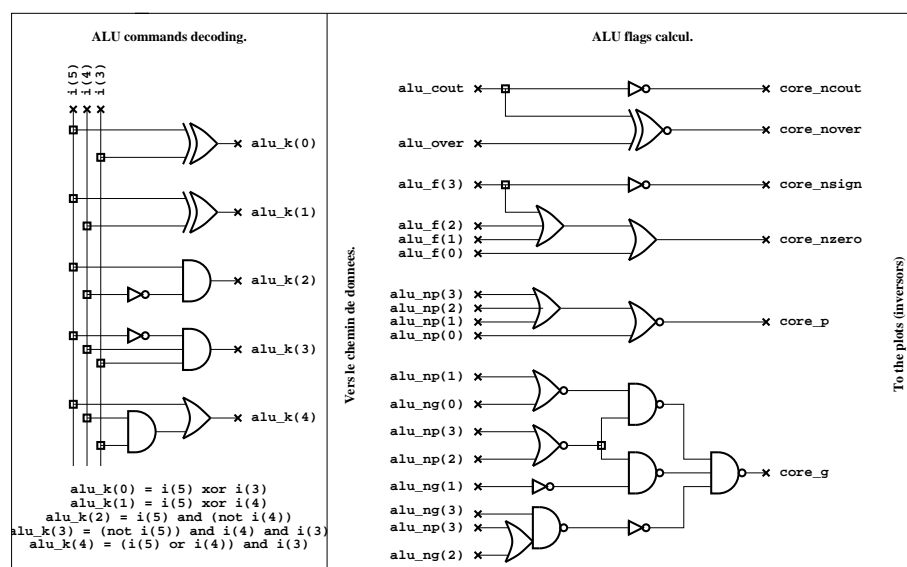 ALU commands decoding.
i(5)
i(4)
i(3)
alu_k(0)
alu_k(1)
alu_k(2)
alu_k(3)
alu_k(4)
alu_k(0) = i(5) xor i(3)
alu_k(1) = i(5) xor i(4)
alu_k(2) = i(5) and (not i(4))
alu_k(3) = (not i(5)) and i(4) and i(3)
alu_k(4) = (i(5) or i(4)) and i(3)
Vers le chemin de donnees.
ALU flags calcul.
alu_cout
core_ncout
core_nover
alu_over
alu_f(3)
core_nsign
alu_f(2)
alu_f(1)
core_nzero
alu_f(0)
alu_np(3)
alu_np(2)
alu_np(1)
core_p
alu_np(0)
alu_np(1)
alu_ng(0)
alu_np(3)
alu_np(2)
core_g
alu_ng(1)
alu_ng(3)
alu_np(3)
alu_ng(2)
To the plots (inversors)